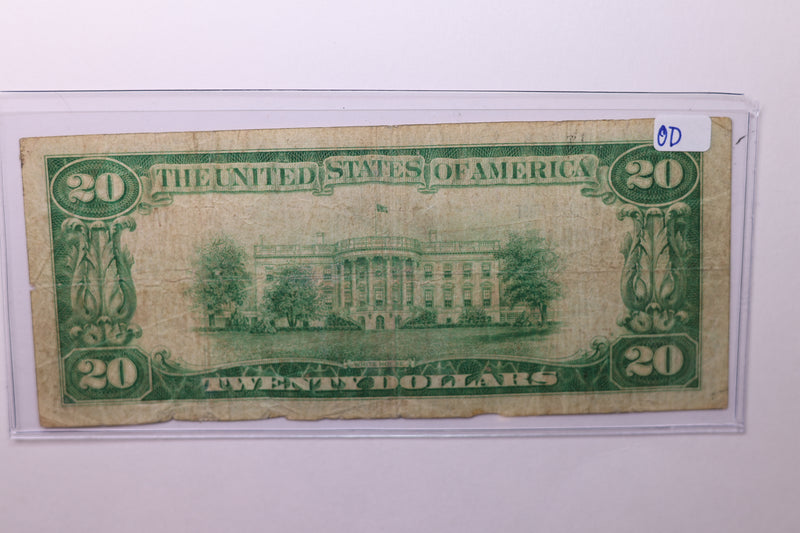 OD
20 THE UNITED STATES OF AMERICA 20
20 TWENTY DOLLARS 20